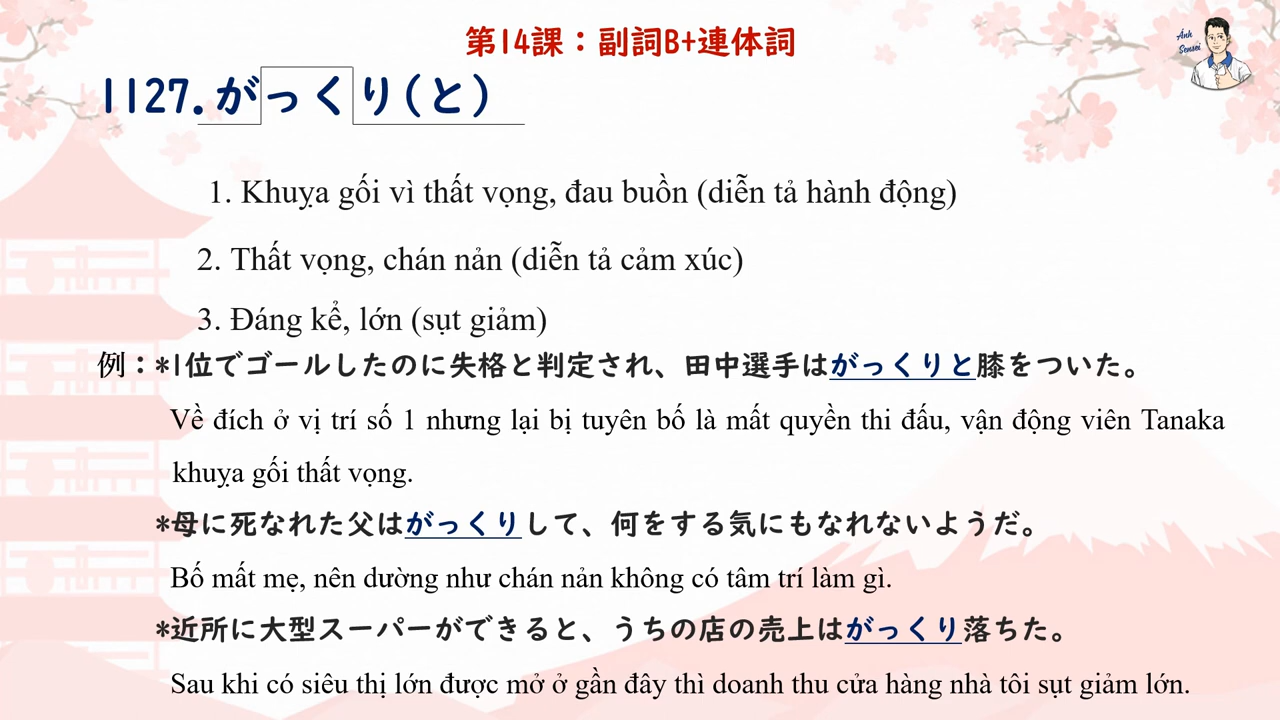 第14課：副詞B+連体詞
Anh
Sensei
1127.がっくり(と)
1. Khuỵa gối vì thất vọng, đau buồn (diễn tả hành động)
2. Thất vọng, chán nản (diễn tả cảm xúc)
3. Đáng kể, lớn (sụt giảm)
例：*1位でゴールしたのに失格と判定され、田中選手はがっくりと膝をついた。
Về đích ở vị trí số 1 nhưng lại bị tuyên bố là mất quyền thi đấu, vận động viên Tanaka
khuỵa gối thất vọng.
*母に死なれた父はがっくりして、何をする気にもなれないようだ。
Bố mất mẹ, nên dường như chán nản không có tâm trí làm gì.
*近所に大型スーパーができると、うちの店の売上はがっくり落ちた。
Sau khi có siêu thị lớn được mở ở gần đây thì doanh thu cửa hàng nhà tôi sụt giảm lớn.